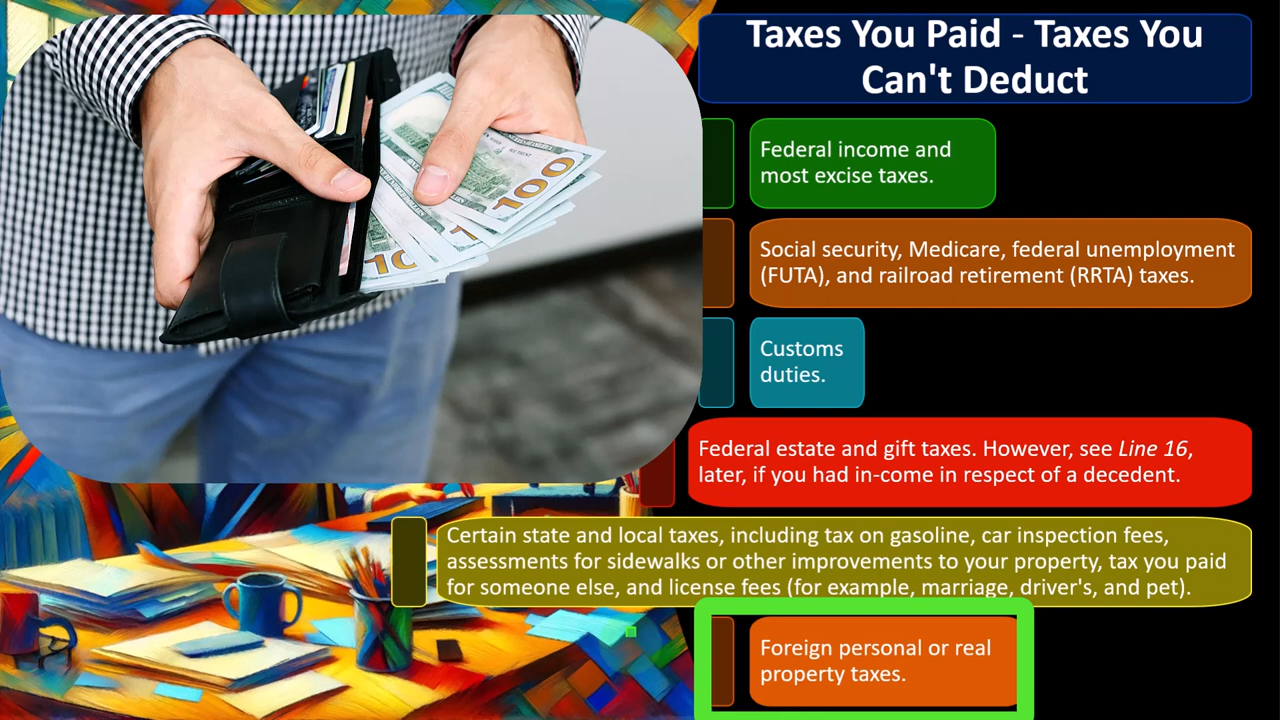 Taxes You Paid - Taxes You
Can't Deduct
Federal income and
most excise taxes.
Social security, Medicare, federal unemployment
(FUTA), and railroad retirement (RRTA) taxes.
Customs
duties.
Federal estate and gift taxes. However, see Line 16,
later, if you had in-come in respect of a decedent.
Certain state and local taxes, including tax on gasoline, car inspection fees,
assessments for sidewalks or other improvements to your property, tax you paid
for someone else, and license fees (for example, marriage, driver's, and pet).
Foreign personal or real
property taxes.
100